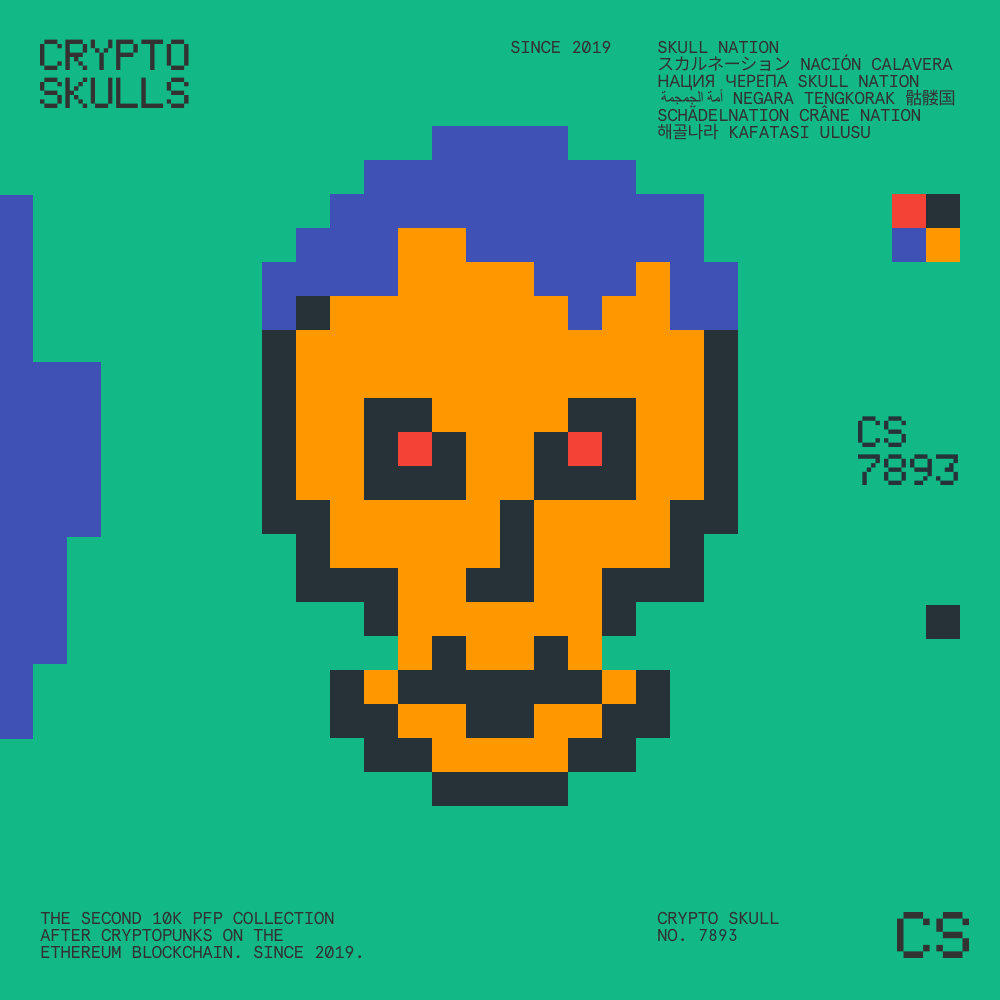 CRYPTO
SKULLS
SINCE 2019
SKULL NATION
スカルネーション NACIÓN CALAVERA
НАЦИЯ ЧЕРЕПА SKULL NATION
أمة الجمجمة NEGARA TENGKORAK 骷髅国
SCHÄDELNATION CRÂNE NATION
해골나라 KAFATASI ULUSU
CS
7893
THE SECOND 10K PFP COLLECTION
AFTER CRYPTOPUNKS ON THE
ETHEREUM BLOCKCHAIN. SINCE 2019.
CRYPTO SKULL
NO. 7893
CS